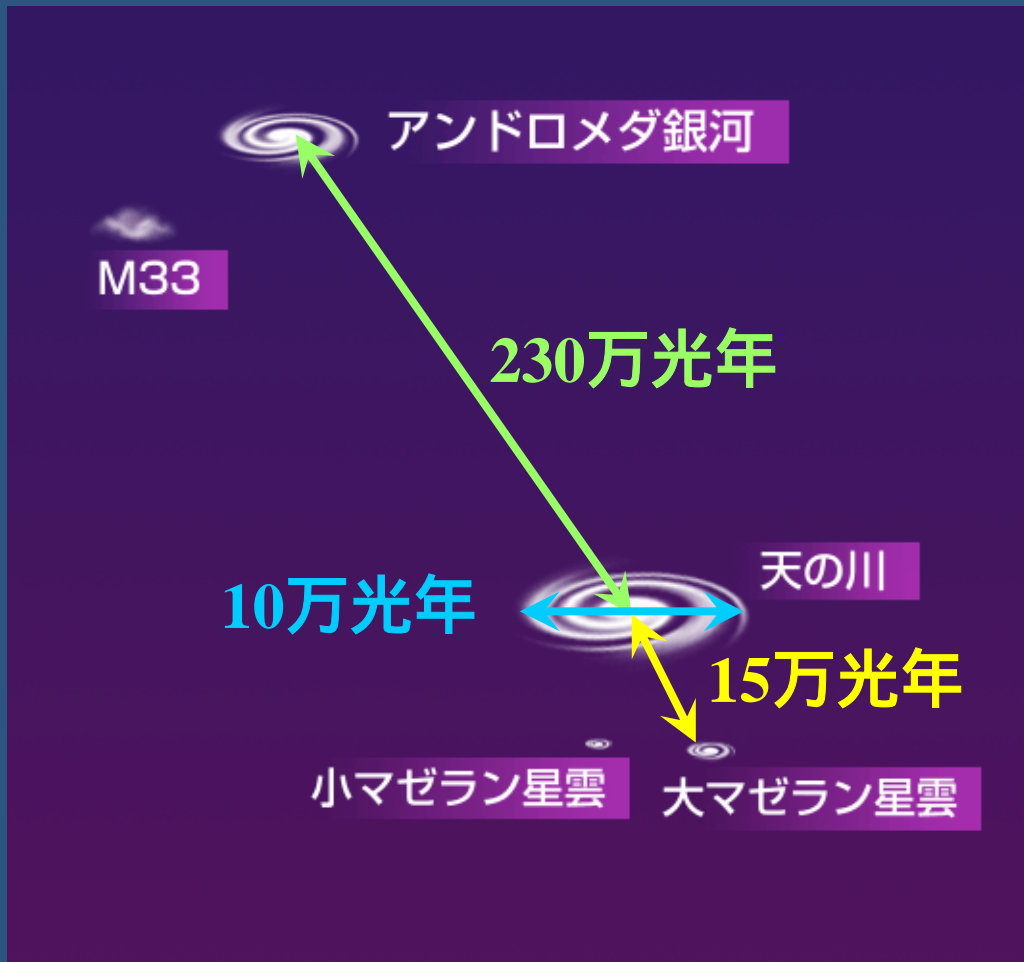 アンドロメダ銀河
M33
230万光年
天の川
10万光年
15万光年
小マゼラン星雲
大マゼラン星雲